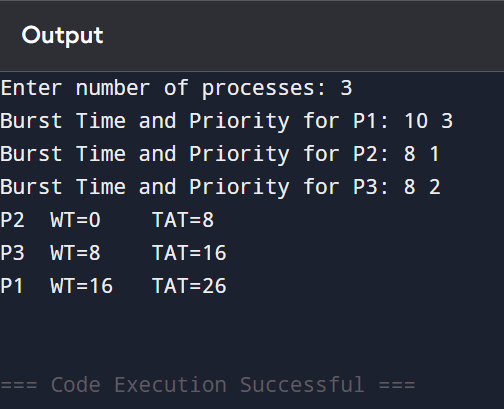 Output
Enter number of processes: 3
Burst Time and Priority for P1: 10 3
Burst Time and Priority for P2: 8 1
Burst Time and Priority for P3: 8 2
P2  WT=0    TAT=8
P3  WT=8    TAT=16
P1  WT=16   TAT=26
=== Code Execution Successful ===